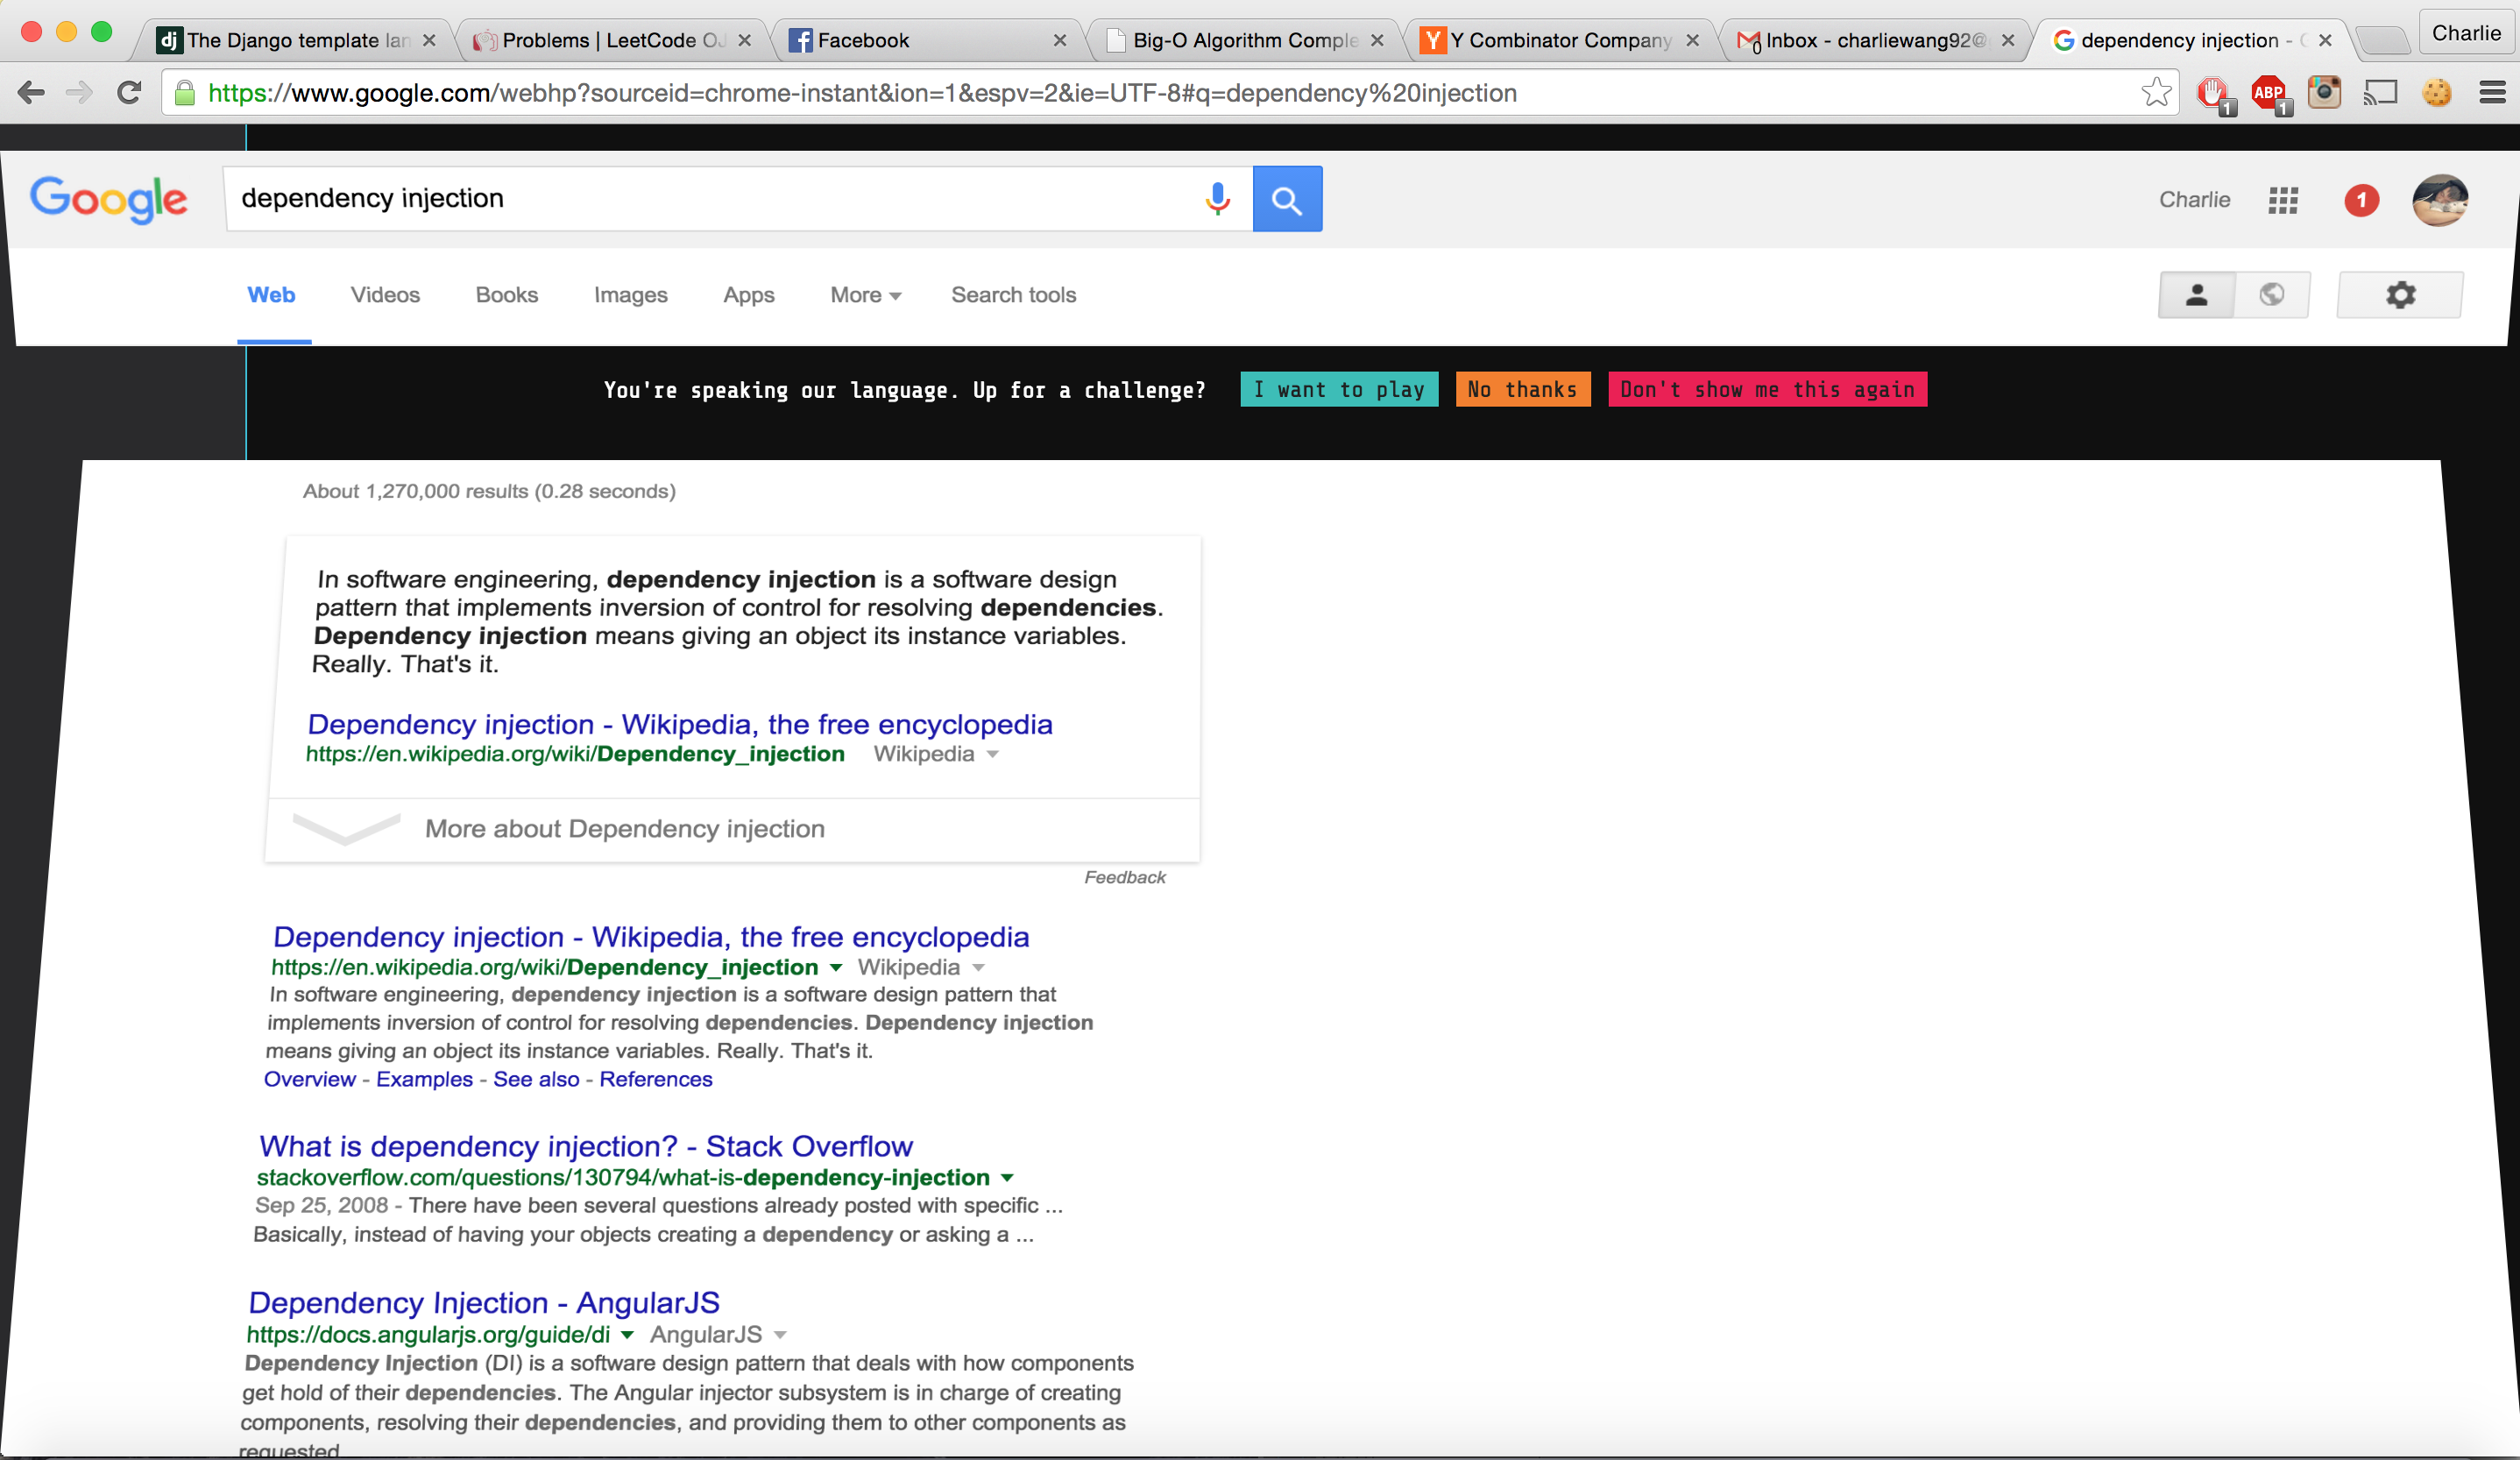 The Django template lan
Problems | LeetCode OJ
Facebook
Big-O Algorithm Comple
Y Combinator Company
Inbox - charliewang92@
dependency injection -
Charlie
https://www.google.com/webhp?sourceid=chrome-instant&ion=1&espv=2&ie=UTF-8#q=dependency%20injection
1
ABP
1
Google
dependency injection
Charlie
1
Web
Videos
Books
Images
Apps
More
Search tools
You're speaking our language. Up for a challenge?
I want to play
No thanks
Don't show me this again
About 1,270,000 results (0.28 seconds)
In software engineering, dependency injection is a software design
pattern that implements inversion of control for resolving dependencies.
Dependency injection means giving an object its instance variables.
Really. That's it.
Dependency injection - Wikipedia, the free encyclopedia
https://en.wikipedia.org/wiki/Dependency_injection Wikipedia
More about Dependency injection
Feedback
Dependency injection - Wikipedia, the free encyclopedia
https://en.wikipedia.org/wiki/Dependency_injection Wikipedia
In software engineering, dependency injection is a software design pattern that
implements inversion of control for resolving dependencies. Dependency injection
means giving an object its instance variables. Really. That's it.
Overview - Examples - See also - References
What is dependency injection? - Stack Overflow
stackoverflow.com/questions/130794/what-is-dependency-injection
Sep 25, 2008 - There have been several questions already posted with specific ...
Basically, instead of having your objects creating a dependency or asking a ...
Dependency Injection - AngularJS
https://docs.angularjs.org/guide/di AngularJS
Dependency Injection (DI) is a software design pattern that deals with how components
get hold of their dependencies. The Angular injector subsystem is in charge of creating
components, resolving their dependencies, and providing them to other components as
requested